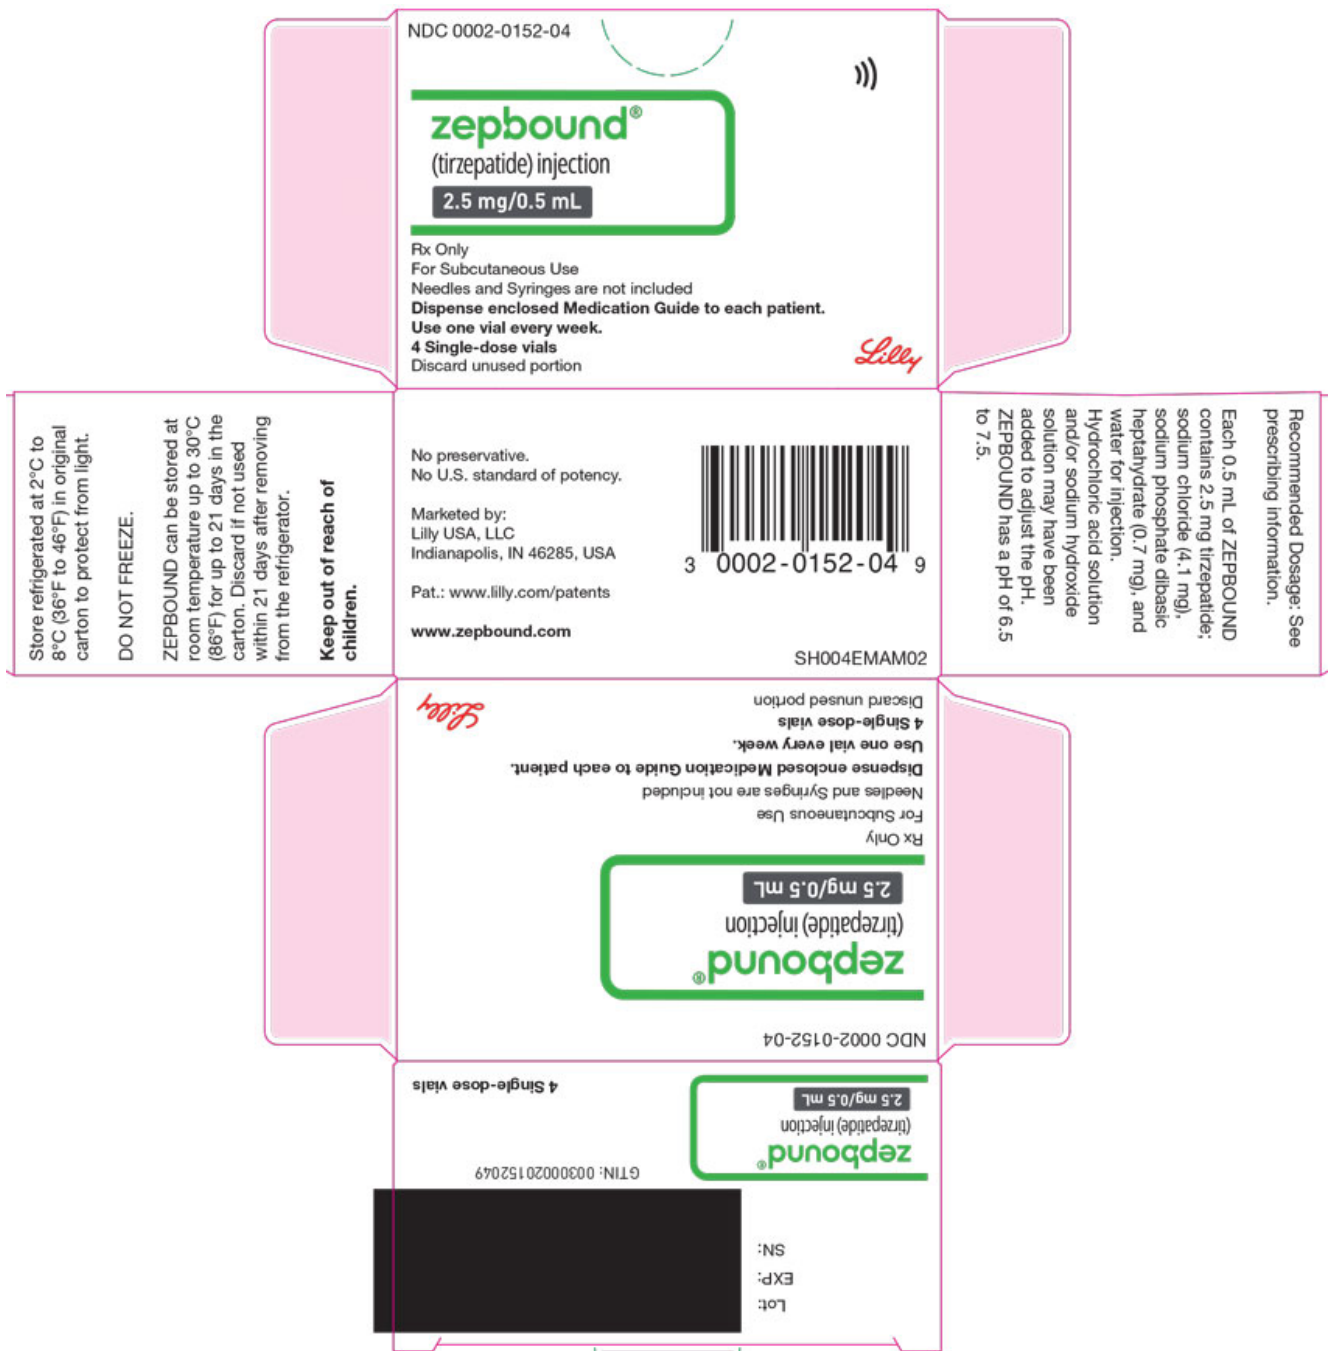 NDC 0002-0152-04
zepbound®
(tirzepatide) injection
2.5 mg/0.5 mL
Rx Only
For Subcutaneous Use
Needles and Syringes are not included
Dispense enclosed Medication Guide to each patient.
Use one vial every week.
4 Single-dose vials
Discard unused portion
Lilly
Store refrigerated at 2°C to
8°C (36°F to 46°F) in original
carton to protect from light.
DO NOT FREEZE.
ZEPBOUND can be stored at
room temperature up to 30°C
(86°F) for up to 21 days in the
carton. Discard if not used
within 21 days after removing
from the refrigerator.
Keep out of reach of
children.
No preservative.
No U.S. standard of potency.
Marketed by:
Lilly USA, LLC
Indianapolis, IN 46285, USA
Pat.: www.lilly.com/patents
www.zepbound.com
3 0002-0152-04 9
SH004EMAM02
Recommended Dosage: See
prescribing information.
Each 0.5 mL of ZEPBOUND
contains 2.5 mg tirzepatide;
sodium chloride (4.1 mg),
sodium phosphate dibasic
heptahydrate (0.7 mg), and
water for injection.
Hydrochloric acid solution
and/or sodium hydroxide
solution may have been
added to adjust the pH.
ZEPBOUND has a pH of 6.5
to 7.5.
NDC 0002-0152-04
zepbound®
(tirzepatide) injection
2.5 mg/0.5 mL
Rx Only
For Subcutaneous Use
Needles and Syringes are not included
Dispense enclosed Medication Guide to each patient.
Use one vial every week.
4 Single-dose vials
Discard unused portion
Lilly
Lot:
EXP:
SN:
GTIN: 00300020152049
zepbound®
(tirzepatide) injection
2.5 mg/0.5 mL
4 Single-dose vials